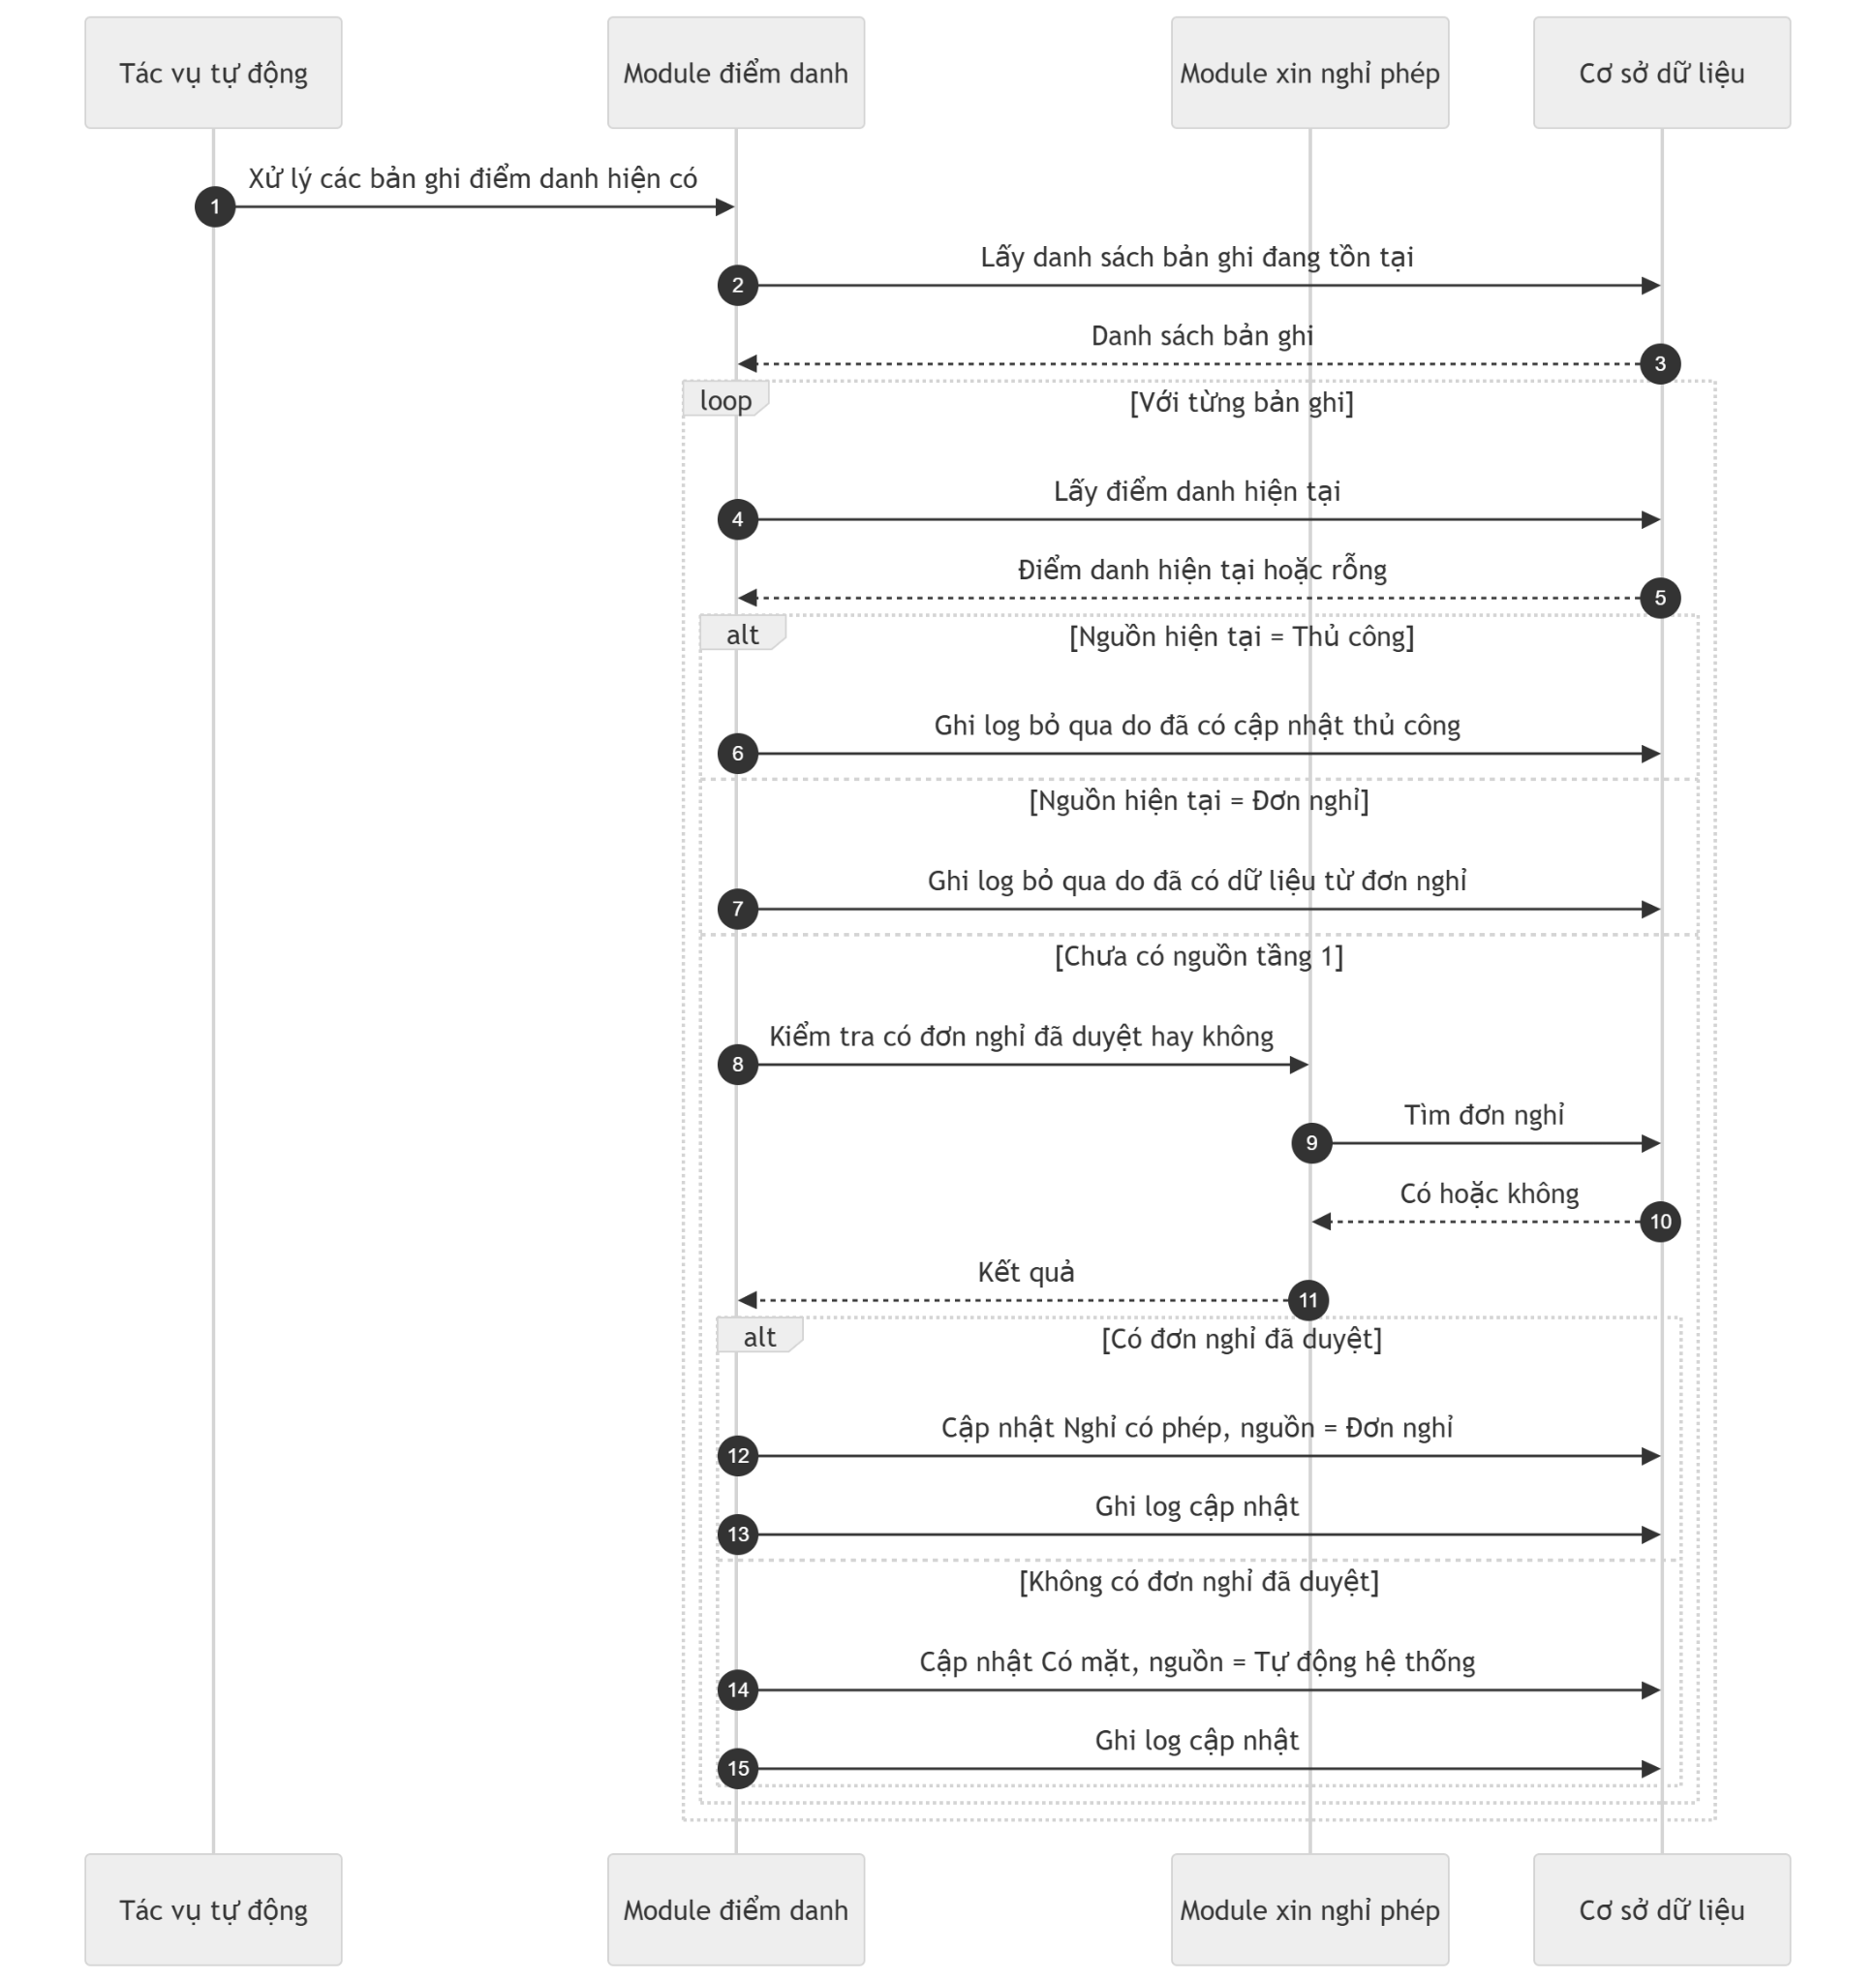 Tác vụ tự động
Module điểm danh
Module xin nghỉ phép
Cơ sở dữ liệu
Xử lý các bản ghi điểm danh hiện có
1
Lấy danh sách bản ghi đang tồn tại
2
Danh sách bản ghi
3
loop
[Với từng bản ghi]
Lấy điểm danh hiện tại
4
Điểm danh hiện tại hoặc rỗng
5
alt
[Nguồn hiện tại = Thủ công]
Ghi log bỏ qua do đã có cập nhật thủ công
6
[Nguồn hiện tại = Đơn nghỉ]
Ghi log bỏ qua do đã có dữ liệu từ đơn nghỉ
7
[Chưa có nguồn tầng 1]
Kiểm tra có đơn nghỉ đã duyệt hay không
8
Tìm đơn nghỉ
9
Có hoặc không
10
Kết quả
11
alt
[Có đơn nghỉ đã duyệt]
Cập nhật Nghỉ có phép, nguồn = Đơn nghỉ
12
Ghi log cập nhật
13
[Không có đơn nghỉ đã duyệt]
Cập nhật Có mặt, nguồn = Tự động hệ thống
14
Ghi log cập nhật
15
Tác vụ tự động
Module điểm danh
Module xin nghỉ phép
Cơ sở dữ liệu